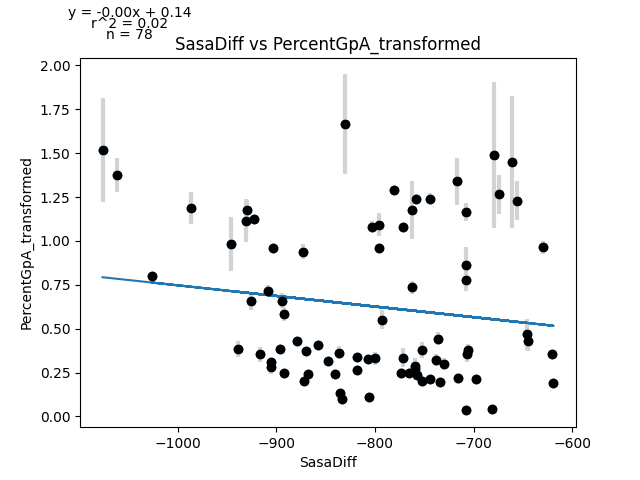 y = -0.00x + 0.14
r^2 = 0.02
n = 78
SasaDiff vs PercentGpA_transformed
PercentGpA_transformed
2.00
1.75
1.50
1.25
1.00
0.75
0.50
0.25
0.00
−1000
−900
−800
−700
−600
SasaDiff